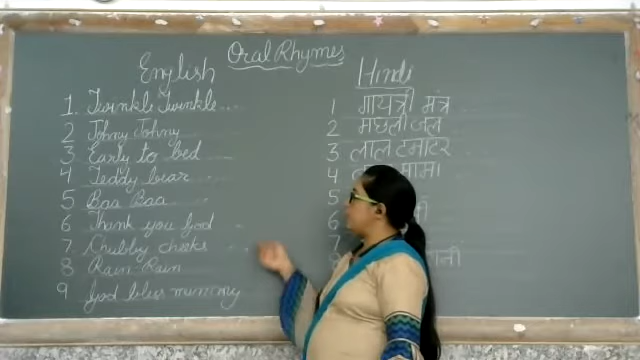 Oral Rhymes
English
1. Twinkle Twinkle...
2 Johny Johny
3 Early to bed
4 Teddy bear
5 Baa Baa
6 Thank you God
7. Chubby cheeks
8 Rain-Rain
9 God bless mummy
Hindi
1 गायत्री मंत्र
2 मछली जल
3 लाल टमाटर
4 मामा
5
6
7